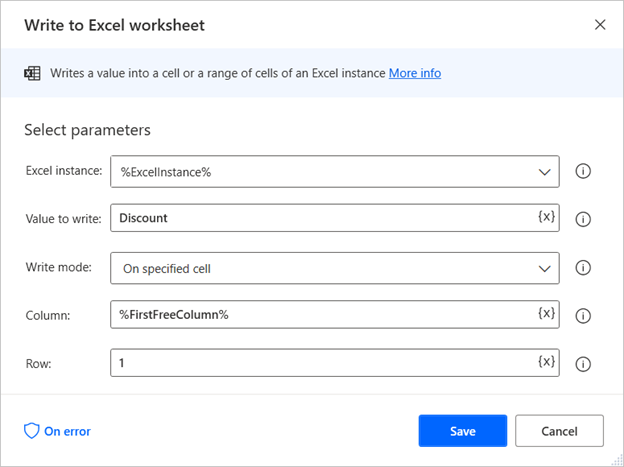 Write to Excel worksheet
Writes a value into a cell or a range of cells of an Excel instance More info
Select parameters
Excel instance: %ExcelInstance%
Value to write: Discount {x}
Write mode: On specified cell
Column: %FirstFreeColumn% {x}
Row: 1 {x}
On error Save Cancel